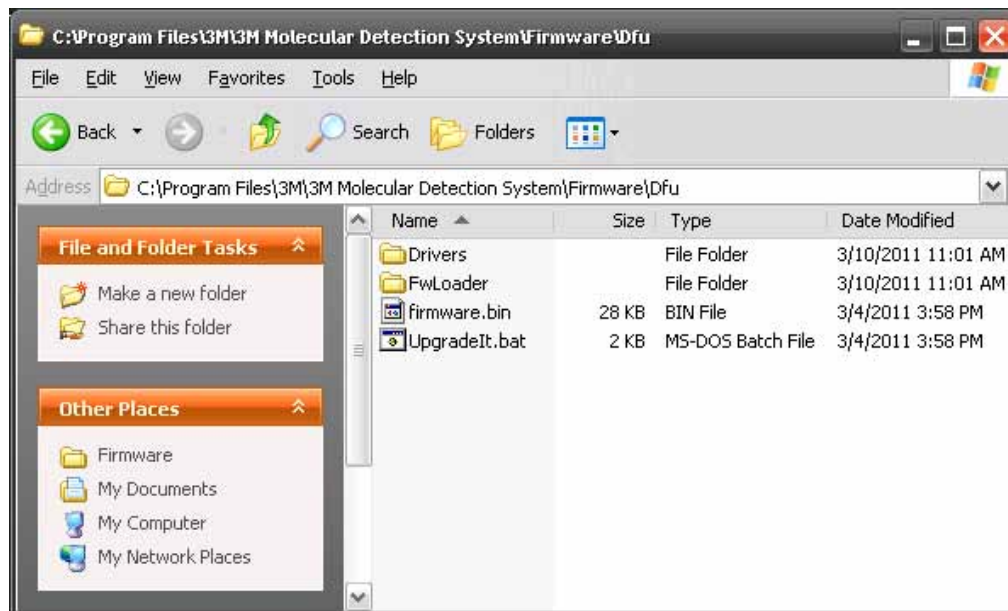 C:\Program Files\3M\3M Molecular Detection System\Firmware\Dfu
File Edit View Favorites Tools Help
Back Search Folders
Address C:\Program Files\3M\3M Molecular Detection System\Firmware\Dfu
Name Size Type Date Modified
Drivers File Folder 3/10/2011 11:01 AM
FwLoader File Folder 3/10/2011 11:01 AM
firmware.bin 28 KB BIN File 3/4/2011 3:58 PM
UpgradeIt.bat 2 KB MS-DOS Batch File 3/4/2011 3:58 PM
File and Folder Tasks
Make a new folder
Share this folder
Other Places
Firmware
My Documents
My Computer
My Network Places